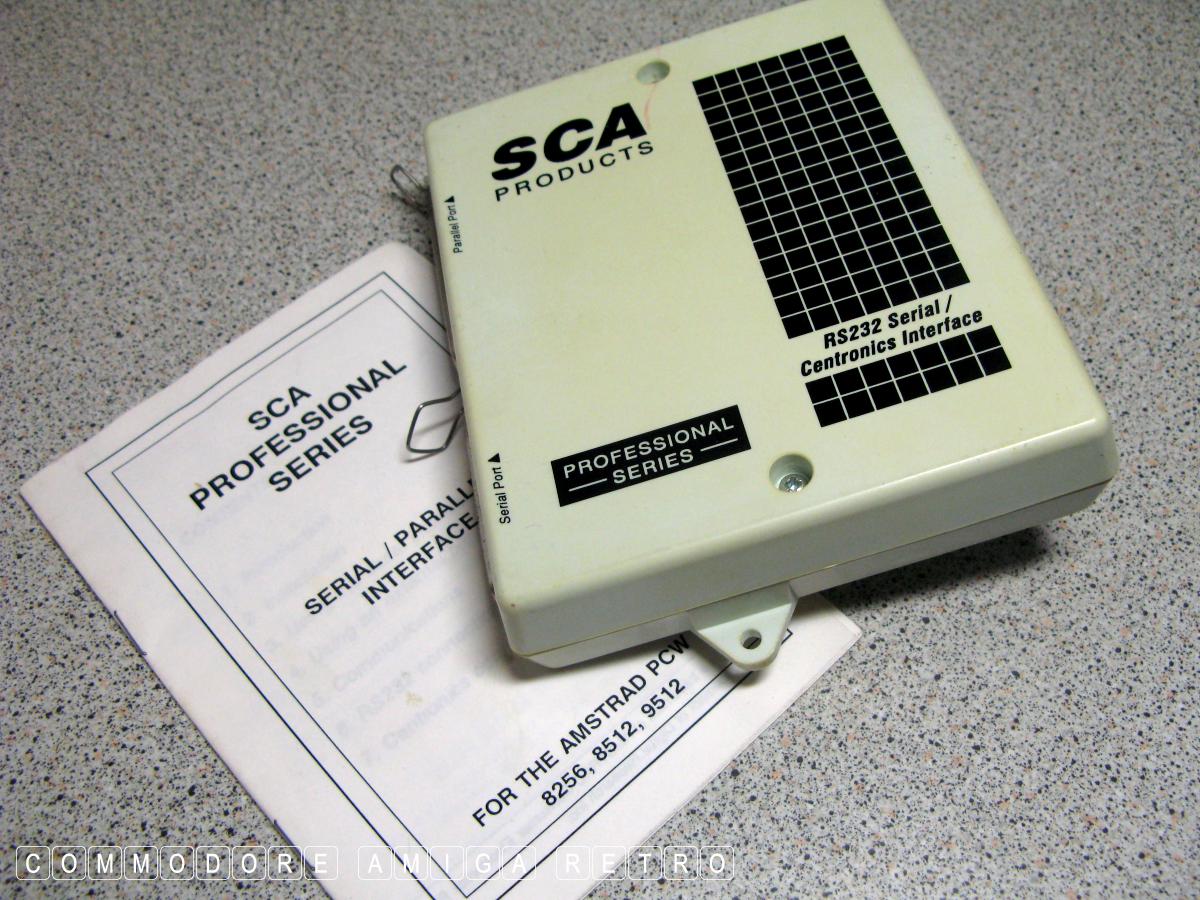 SCA
PRODUCTS
Parallel Port▲
RS232 Serial /
Centronics Interface
PROFESSIONAL
SERIES
Serial Port ▲
SCA
PROFESSIONAL
SERIES
SERIAL /
INTERFACE
FOR THE AMSTRAD PCW
8256, 8512, 9512
COMMODORE AMIGA RETRO